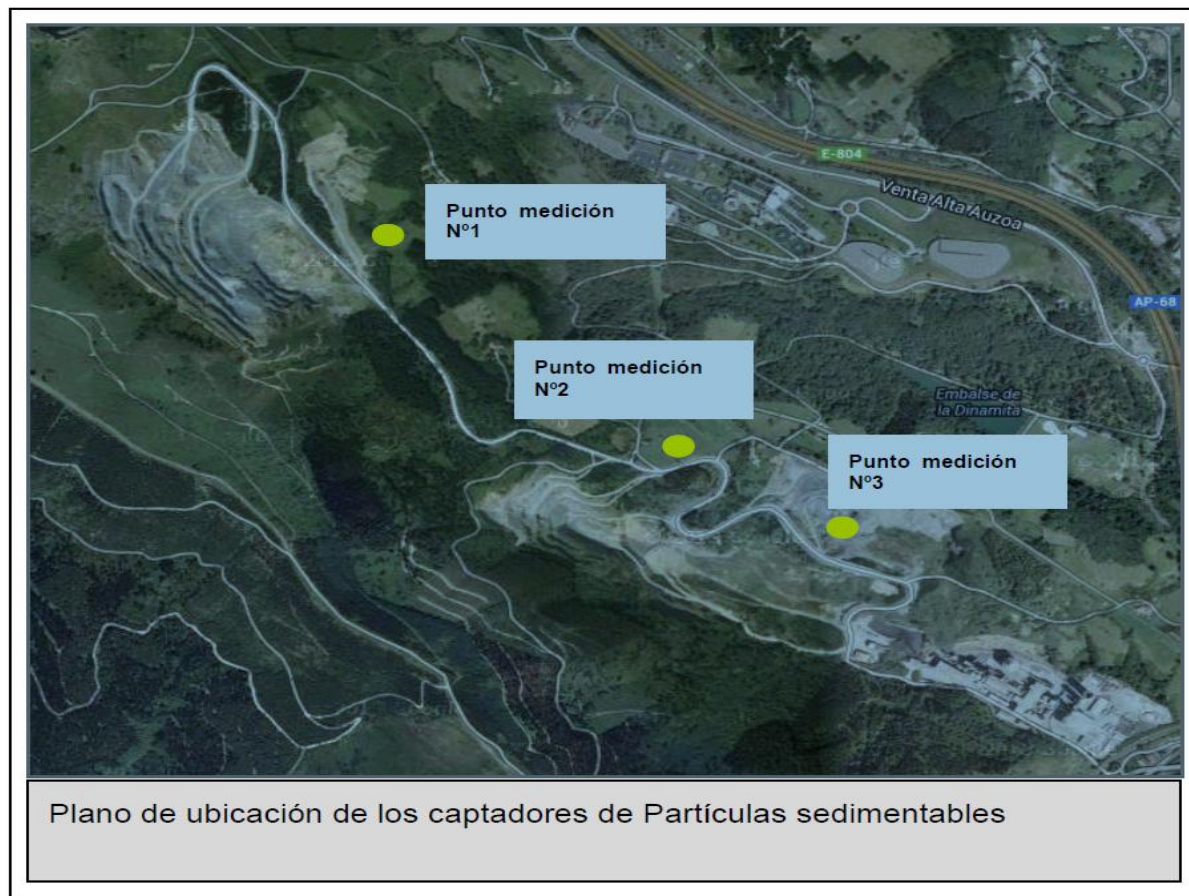 E-804
Venta Alta Auzoa
Punto medición
Nº1
AP-68
Punto medición
Nº2
Embalse de
la Dinamita
Punto medición
Nº3
Plano de ubicación de los captadores de Partículas sedimentables